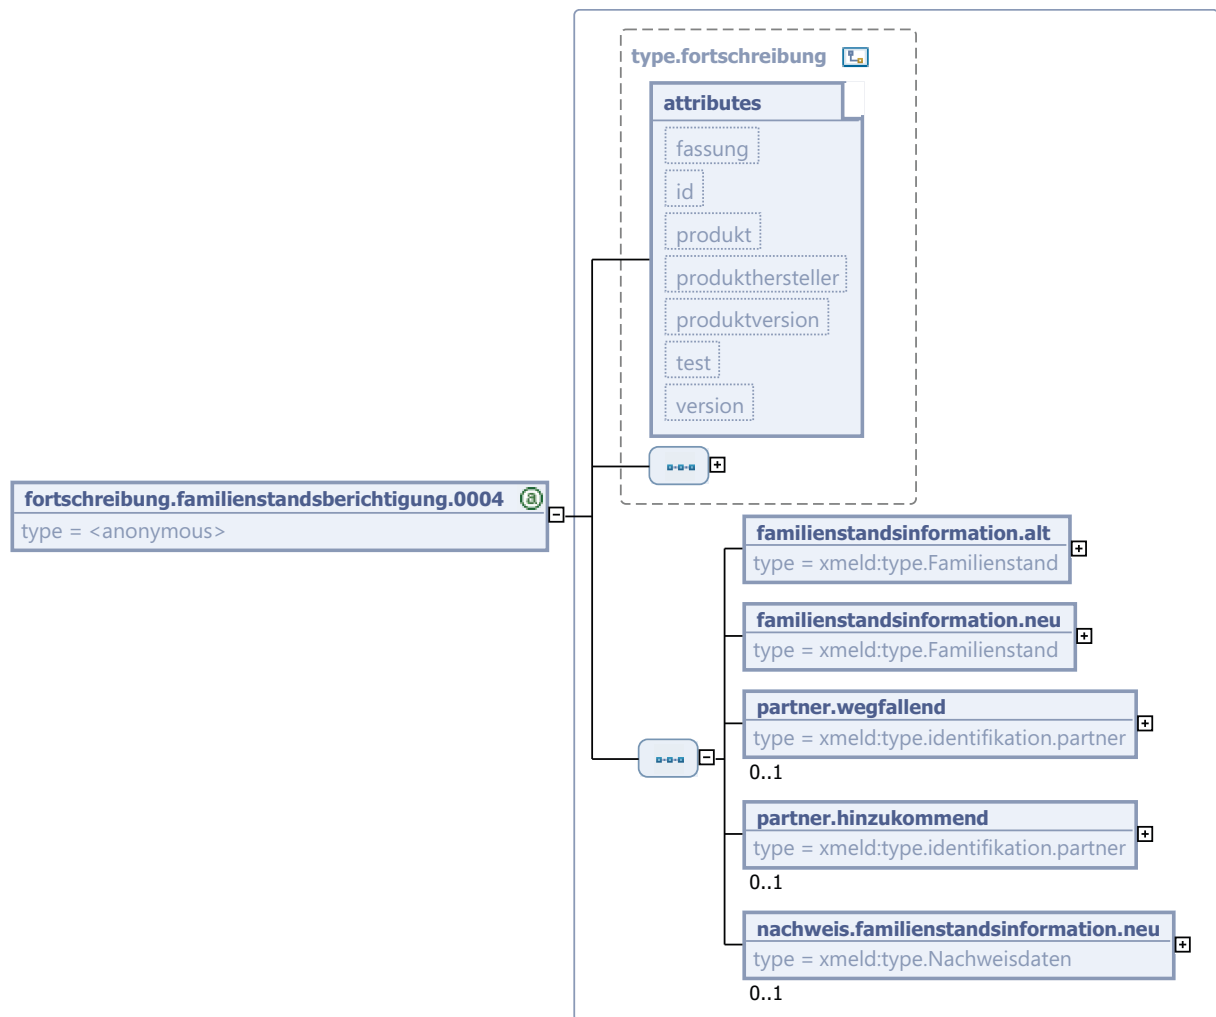 type.fortschreibung
attributes
fassung
id
produkt
produkthersteller
produktversion
test
version
fortschreibung.familienstandsberichtigung.0004
type = <anonymous>
familienstandsinformation.alt
type = xmeld:type.Familienstand
familienstandsinformation.neu
type = xmeld:type.Familienstand
partner.wegfallend
type = xmeld:type.identifikation.partner
0..1
partner.hinzukommend
type = xmeld:type.identifikation.partner
0..1
nachweis.familienstandsinformation.neu
type = xmeld:type.Nachweisdaten
0..1